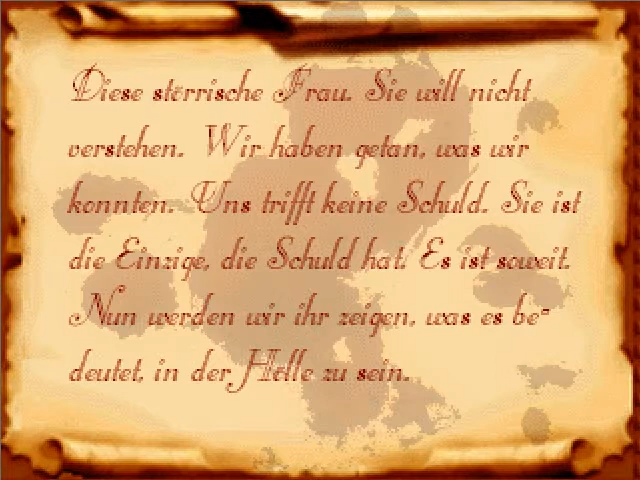 Diese störrische Frau. Sie will nicht
verstehen. Wir haben getan, was wir
konnten. Uns trifft keine Schuld. Sie ist
die Einzige, die Schuld hat. Es ist soweit.
Nun werden wir ihr zeigen, was es be=
deutet, in der Hölle zu sein.